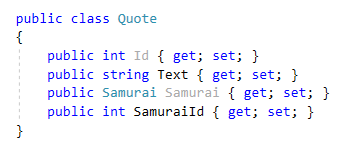 public class Quote
{
public int Id { get; set; }
public string Text { get; set; }
public Samurai Samurai { get; set; }
public int SamuraiId { get; set; }
}